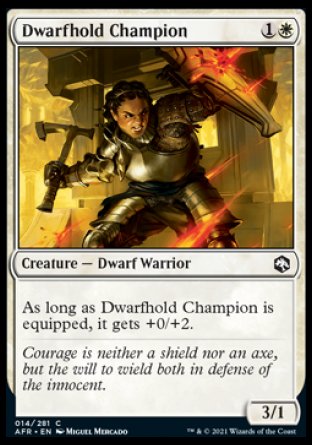 Dwarfhold Champion 1
Creature — Dwarf Warrior
As long as Dwarfhold Champion is
equipped, it gets +0/+2.
Courage is neither a shield nor an axe,
but the will to wield both in defense of
the innocent.
3/1
014/281 C
AFR • EN Miguel Mercado
™ & © 2021 Wizards of the Coast